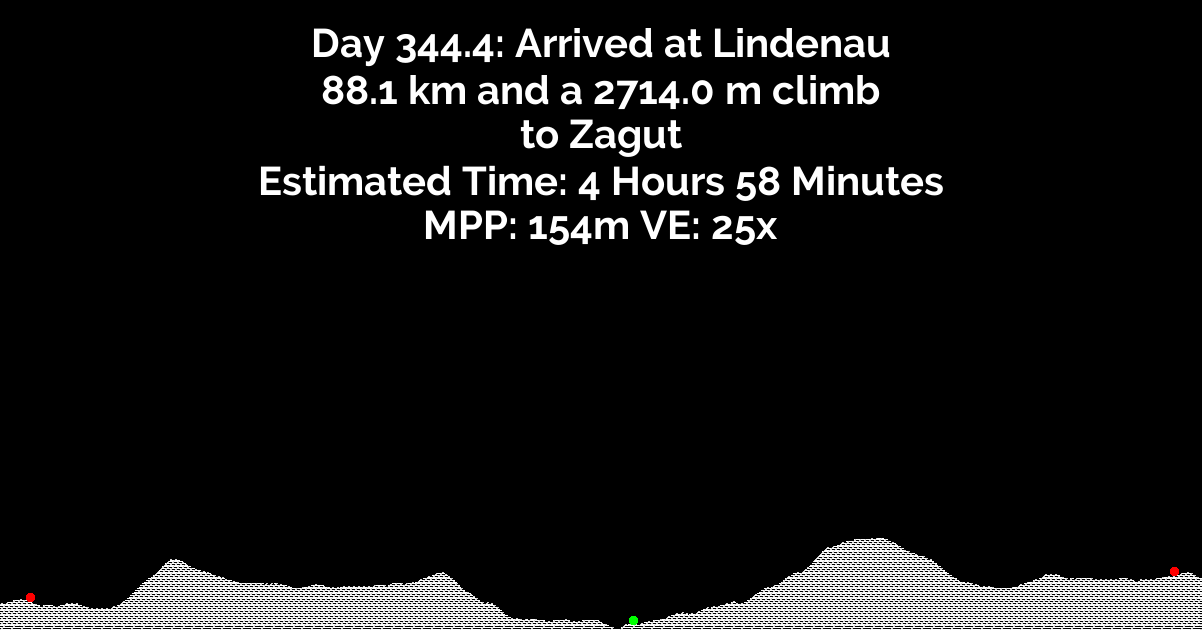 Day 344.4: Arrived at Lindenau
88.1 km and a 2714.0 m climb
to Zagut
Estimated Time: 4 Hours 58 Minutes
MPP: 154m VE: 25x